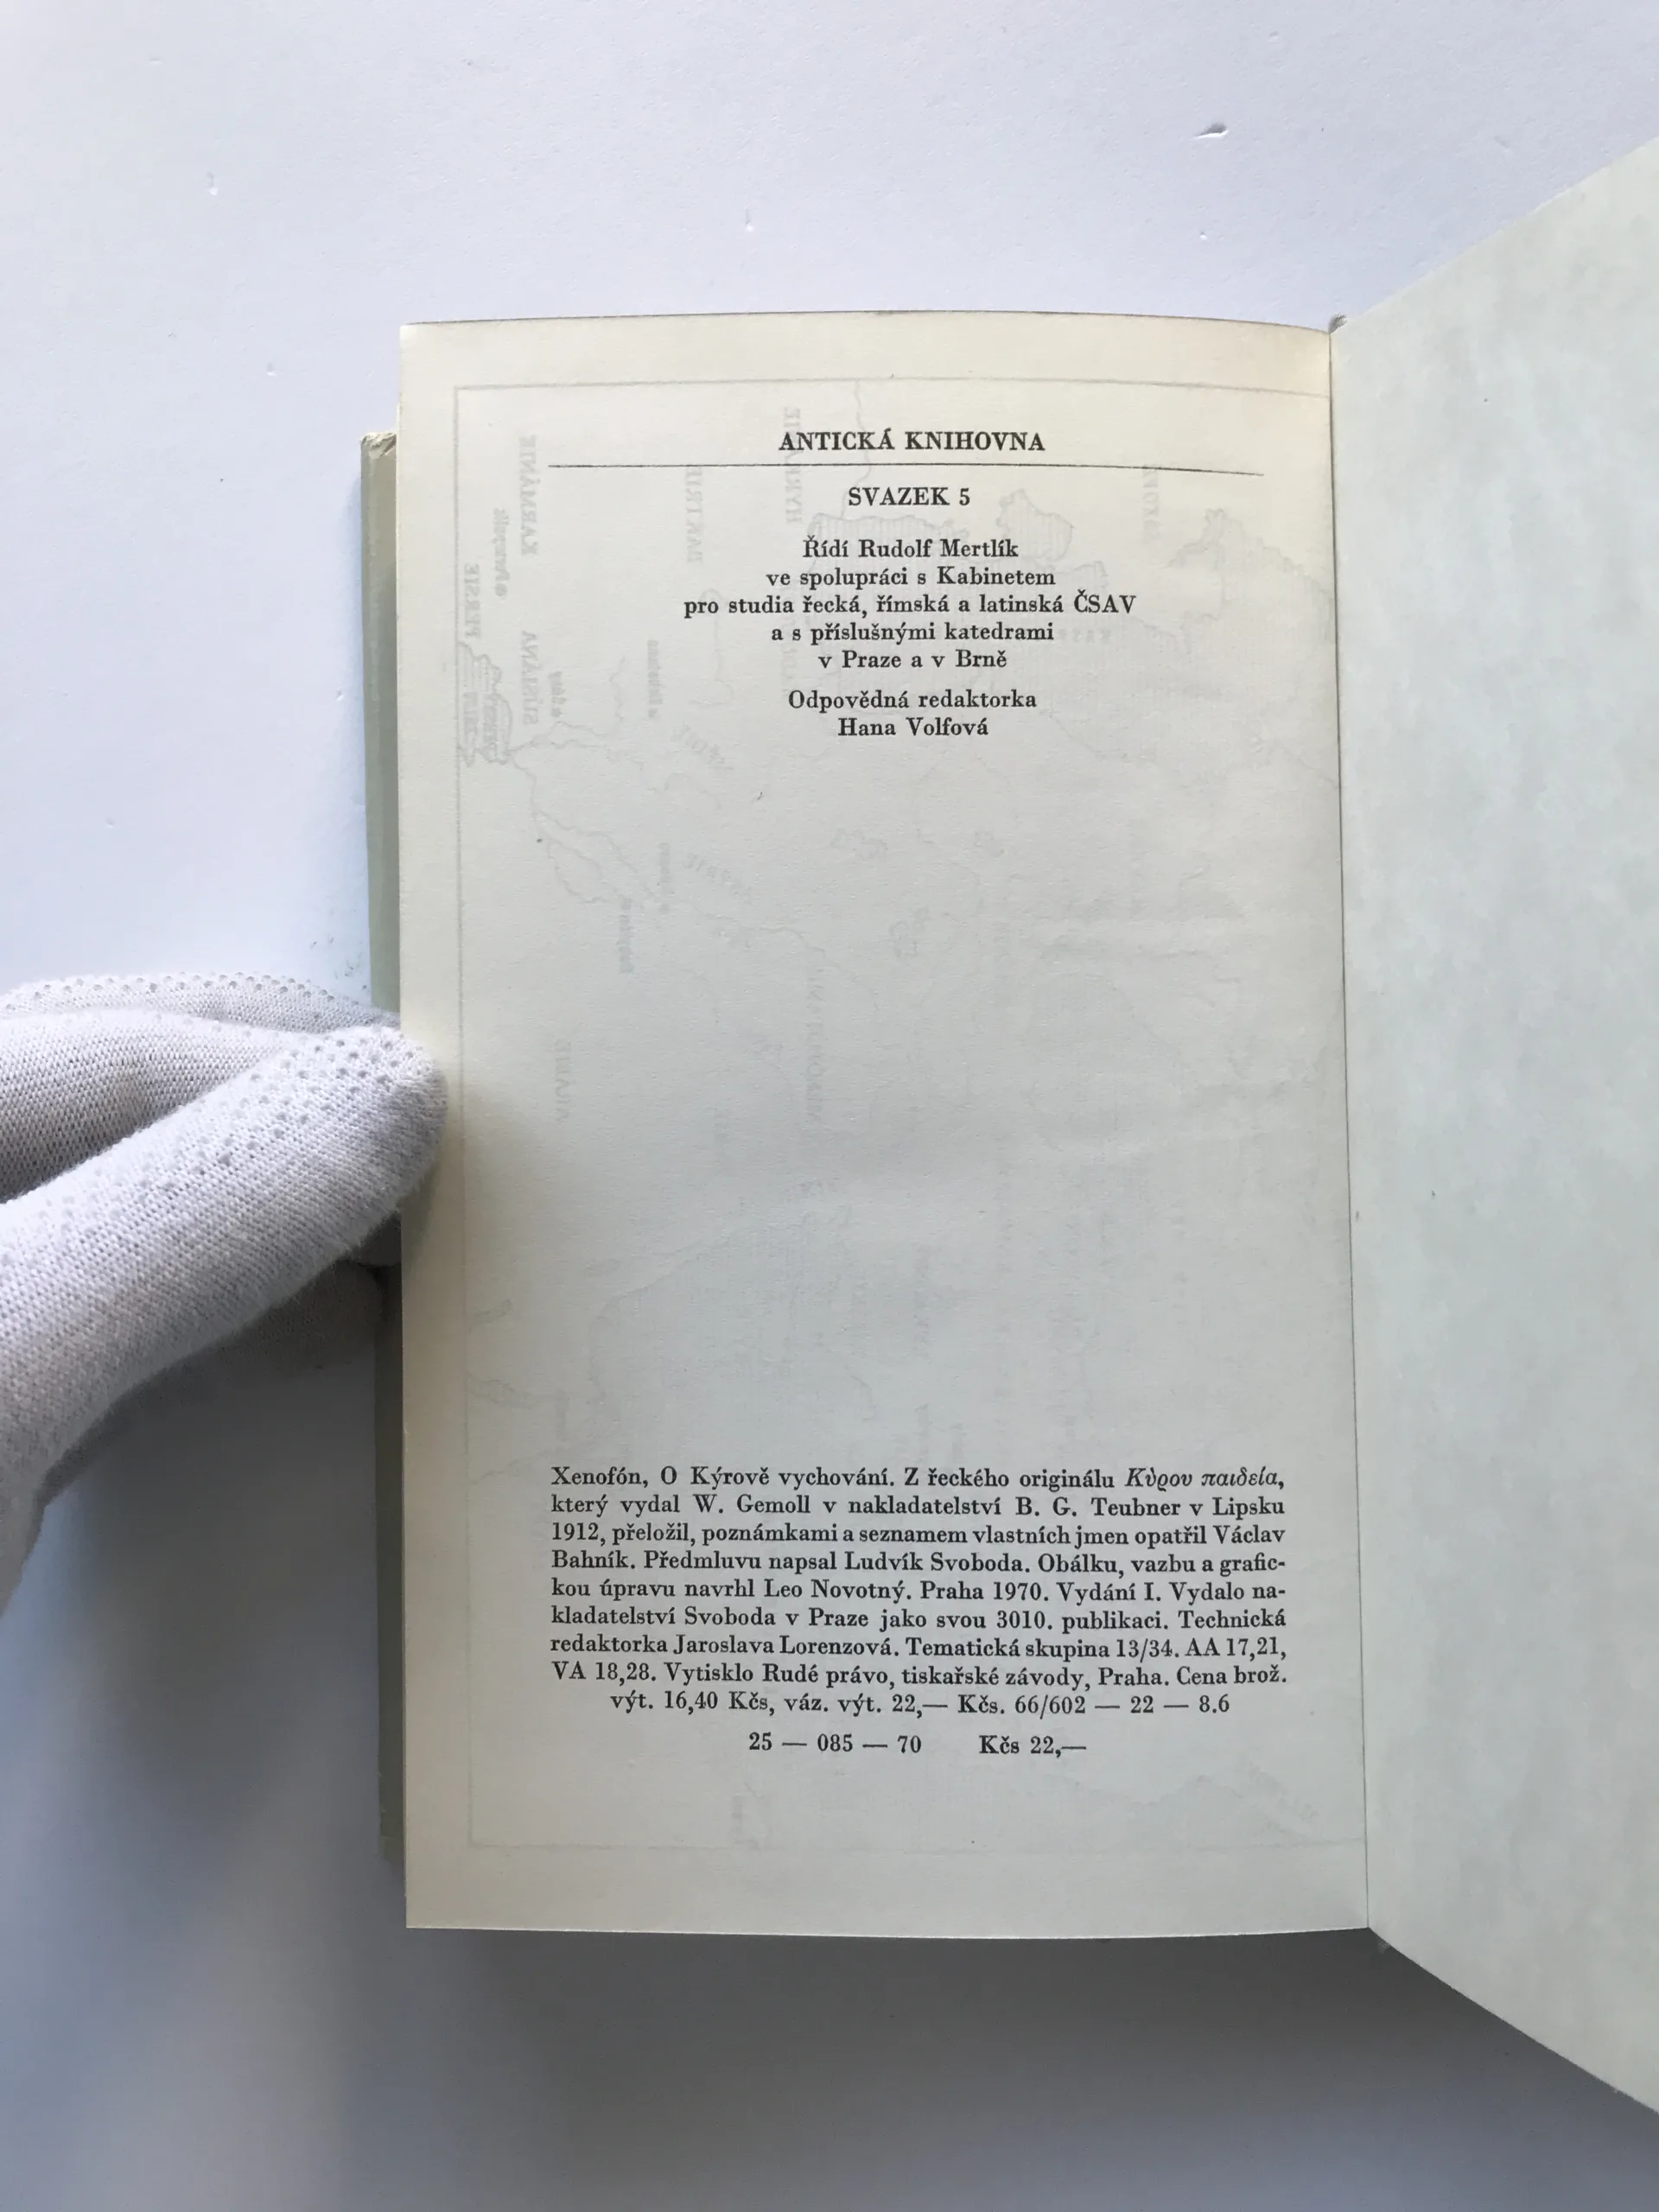 ANTICKÁ KNIHOVNA
SVAZEK 5
Řídí Rudolf Mertlík
ve spolupráci s Kabinetem
pro studia řecká, římská a latinská ČSAV
a s příslušnými katedrami
v Praze a v Brně
Odpovědná redaktorka
Hana Volfová
Xenofón, O Kýrově vychování. Z řeckého originálu Κὺρου παιδεία,
který vydal W. Gemoll v nakladatelství B. G. Teubner v Lipsku
1912, přeložil, poznámkami a seznamem vlastních jmen opatřil Václav
Bahník. Předmluvu napsal Ludvík Svoboda. Obálku, vazbu a grafic-
kou úpravu navrhl Leo Novotný. Praha 1970. Vydání I. Vydalo na-
kladatelství Svoboda v Praze jako svou 3010. publikaci. Technická
redaktorka Jaroslava Lorenzová. Tematická skupina 13/34. AA 17,21,
VA 18,28. Vytisklo Rudé právo, tiskařské závody, Praha. Cena brož.
výt. 16,40 Kčs, váz. výt. 22,— Kčs. 66/602 — 22 — 8.6
25 — 085 — 70 Kčs 22,—